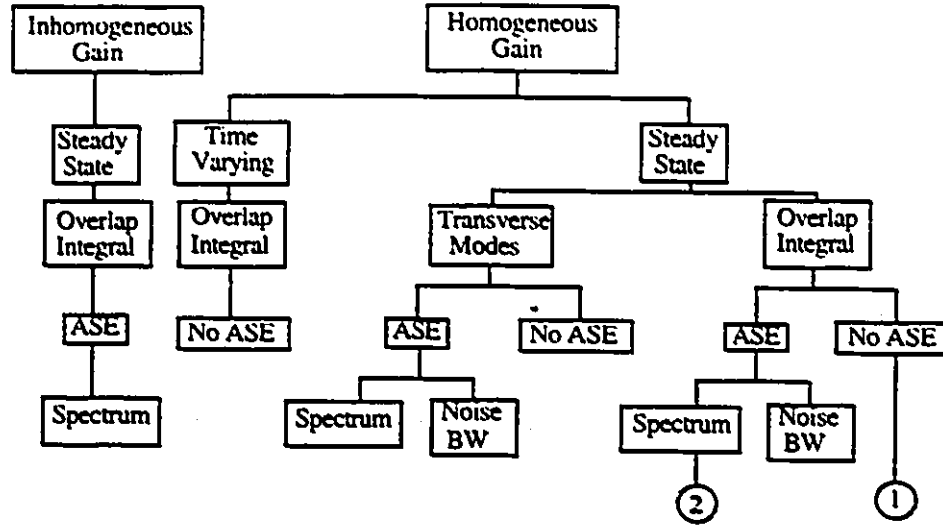 Inhomogeneous
Gain
Homogeneous
Gain
Steady
State
Time
Varying
Steady
State
Overlap
Integral
Overlap
Integral
Transverse
Modes
Overlap
Integral
ASE
No ASE
ASE
No ASE
ASE
No ASE
Spectrum
Spectrum
Noise
BW
Spectrum
Noise
BW
2
1